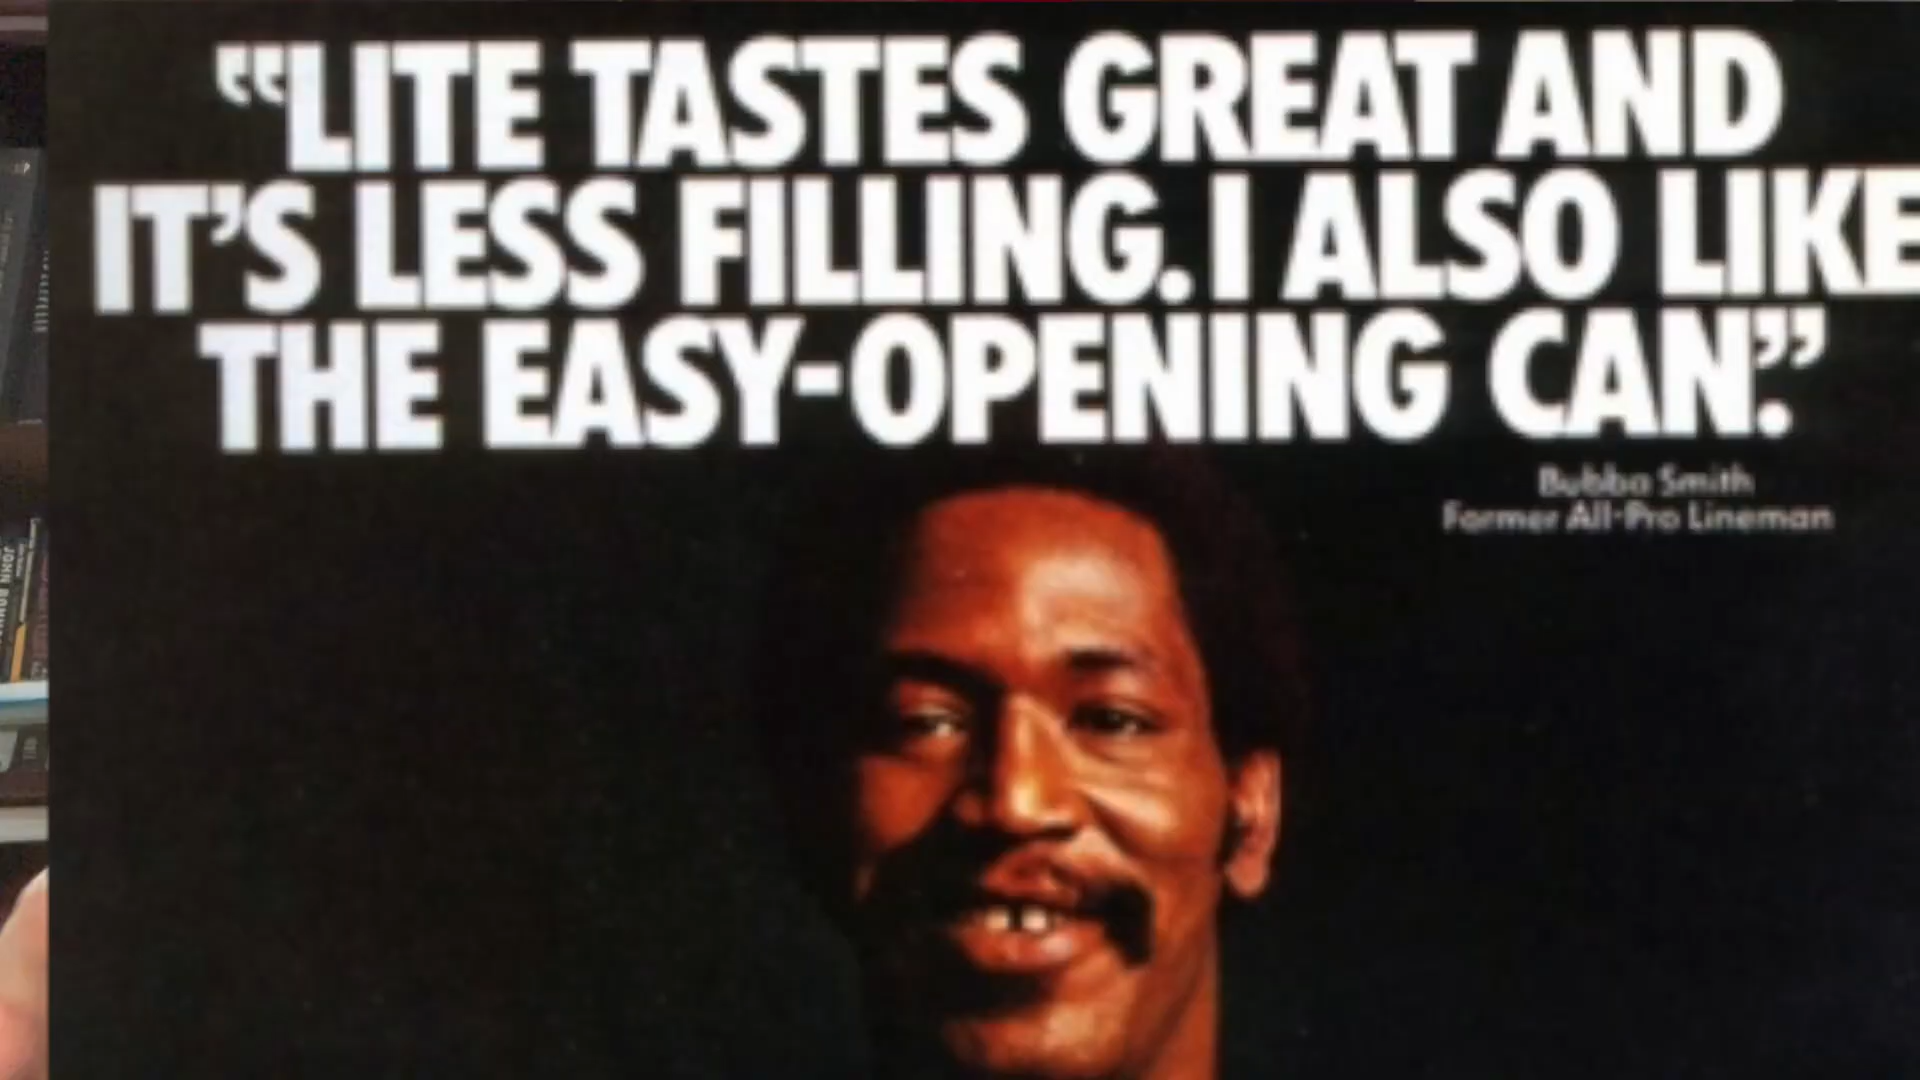 “LITE TASTES GREAT AND
IT’S LESS FILLING. I ALSO LIKE
THE EASY-OPENING CAN.”
Bubba Smith
Former All-Pro Lineman
JOHN